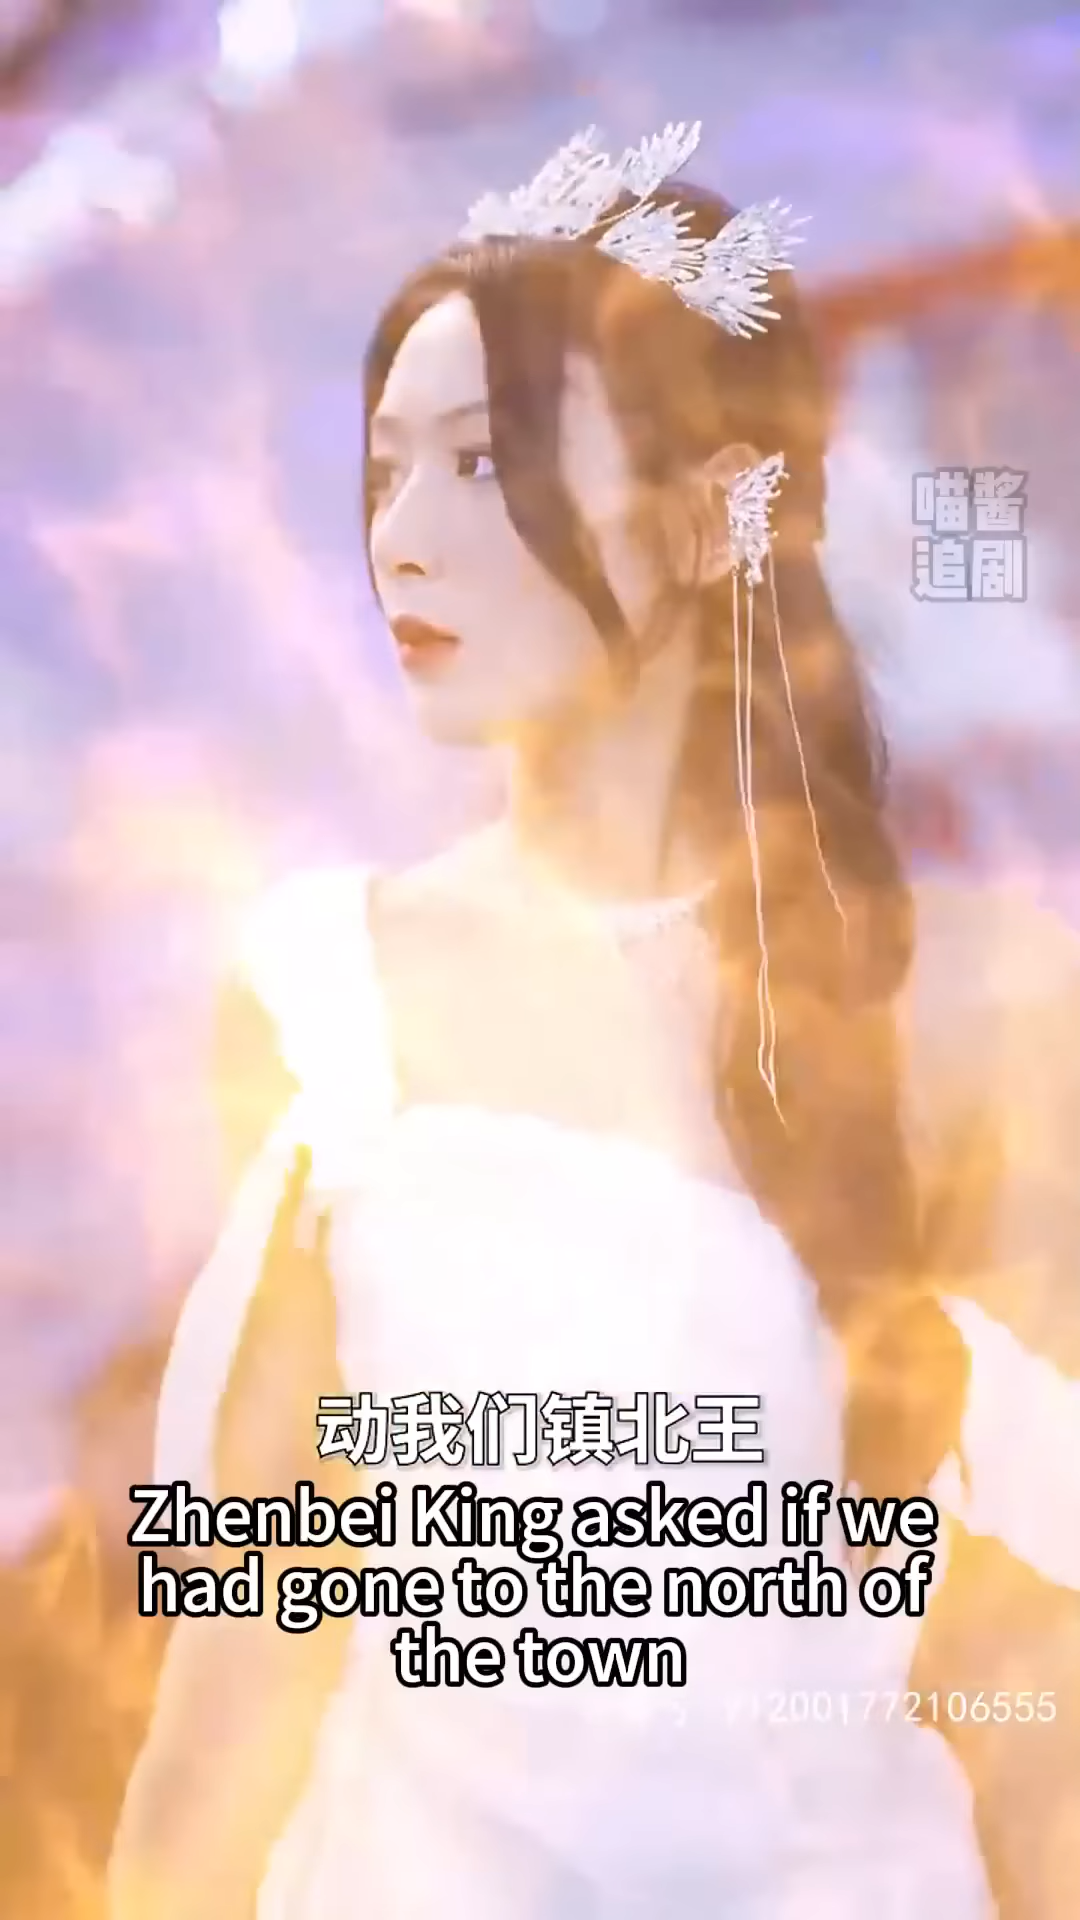 喵酱
追剧
动我们镇北王
Zhenbei King asked if we
had gone to the north of
the town
12001772106555